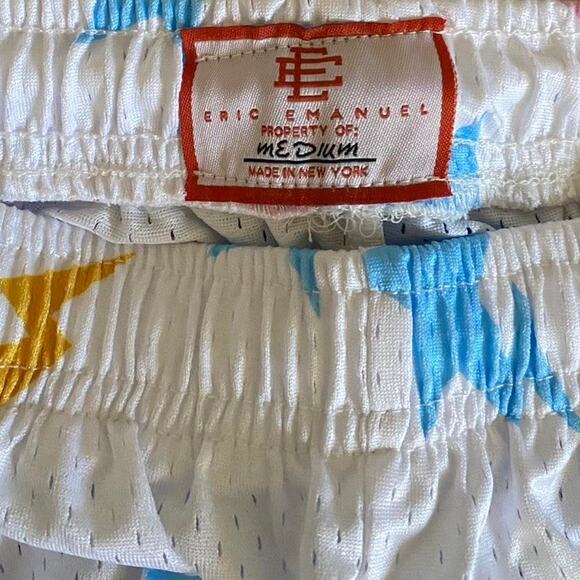 EE
ERIC EMANUEL
PROPERTY OF:
MEDIUM
MADE IN NEW YORK